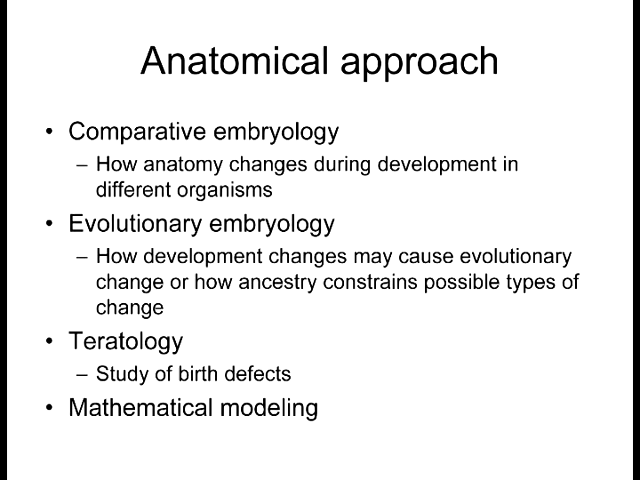 Anatomical approach
• Comparative embryology
– How anatomy changes during development in
different organisms
• Evolutionary embryology
– How development changes may cause evolutionary
change or how ancestry constrains possible types of
change
• Teratology
– Study of birth defects
• Mathematical modeling